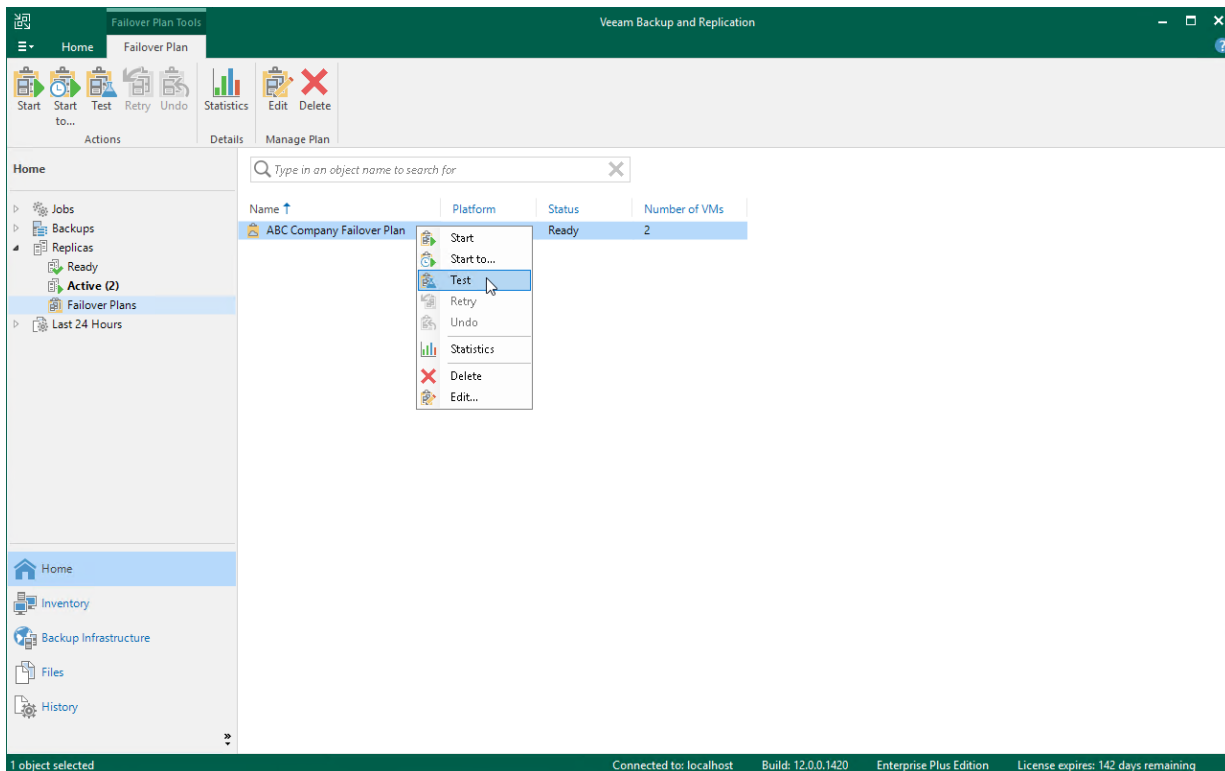 Failover Plan Tools
Veeam Backup and Replication
Home
Failover Plan
Start
Start to...
Test
Retry
Undo
Statistics
Edit
Delete
Actions
Details
Manage Plan
Home
Type in an object name to search for
Jobs
Backups
Replicas
Ready
Active (2)
Failover Plans
Last 24 Hours
Name
Platform
Status
Number of VMs
ABC Company Failover Plan
Ready
2
Start
Start to...
Test
Retry
Undo
Statistics
Delete
Edit...
Home
Inventory
Backup Infrastructure
Files
History
1 object selected
Connected to: localhost
Build: 12.0.0.1420
Enterprise Plus Edition
License expires: 142 days remaining